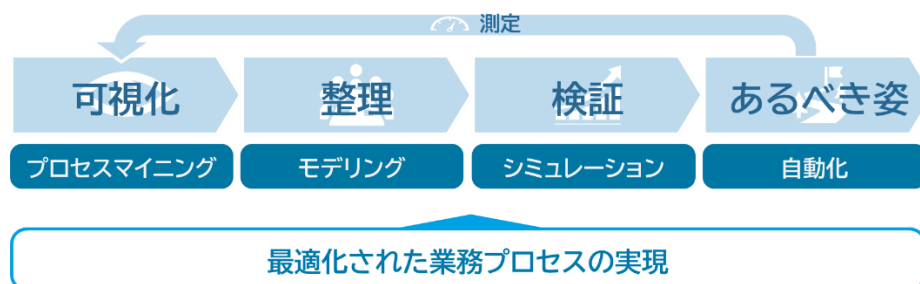 測定
可視化
整理
検証
あるべき姿
プロセスマイニング
モデリング
シミュレーション
自動化
最適化された業務プロセスの実現